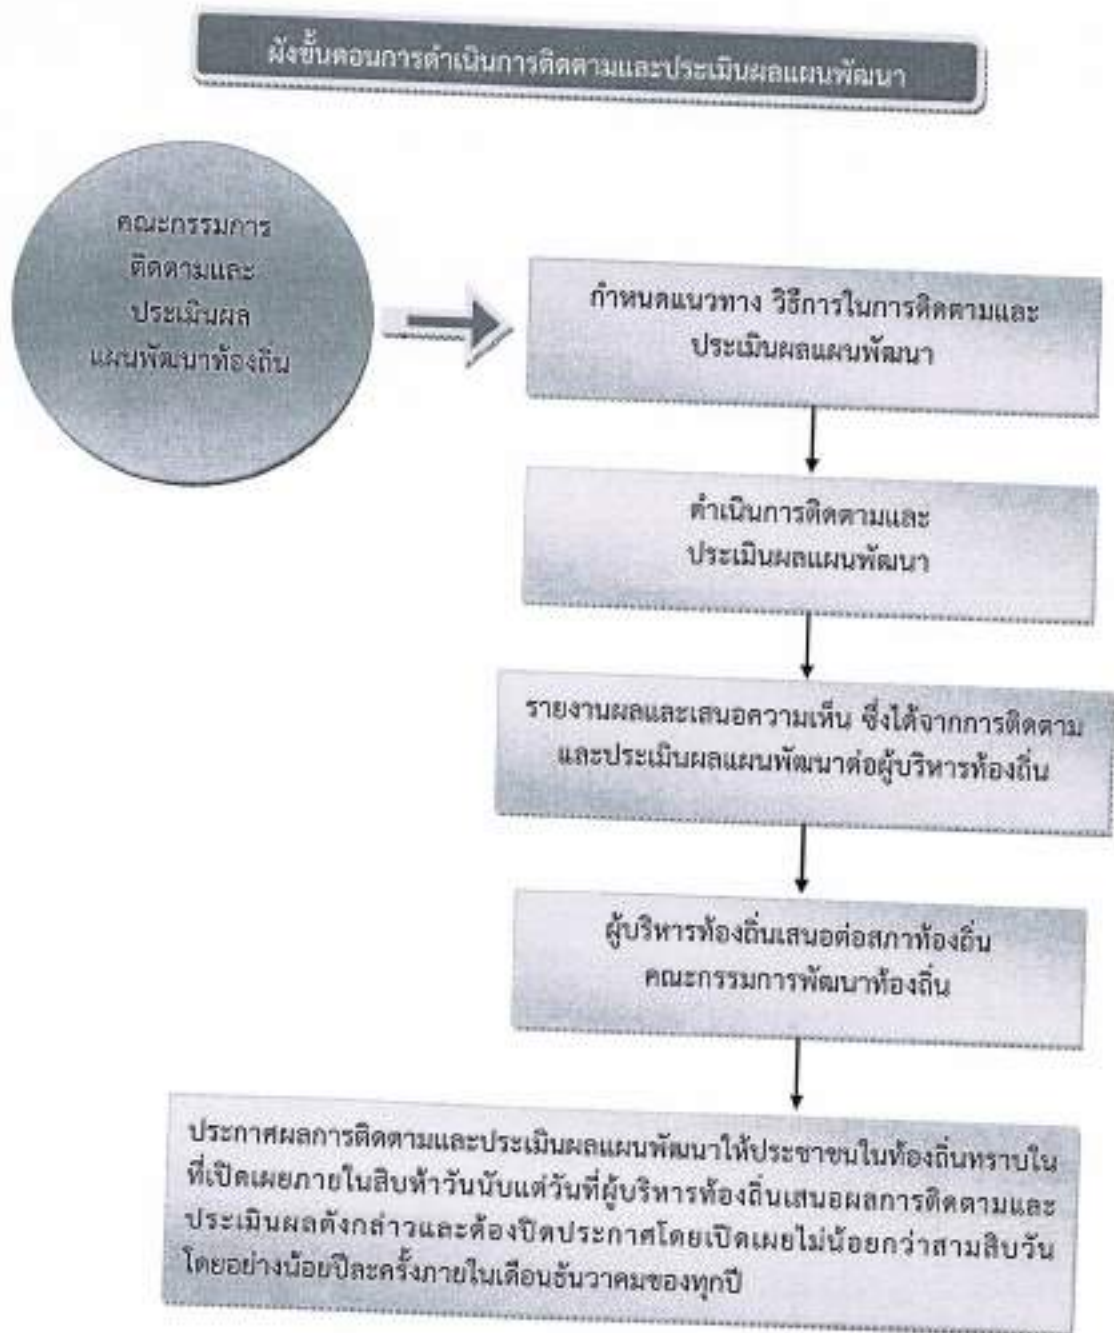 ผังขั้นตอนการดำเนินการติดตามและประเมินผลแผนพัฒนา
คณะกรรมการ
ติดตามและ
ประเมินผล
แผนพัฒนาท้องถิ่น
กำหนดแนวทาง วิธีการในการติดตามและ
ประเมินผลแผนพัฒนา
ดำเนินการติดตามและ
ประเมินผลแผนพัฒนา
รายงานผลและเสนอความเห็น ซึ่งได้จากการติดตาม
และประเมินผลแผนพัฒนาต่อผู้บริหารท้องถิ่น
ผู้บริหารท้องถิ่นเสนอต่อสภาท้องถิ่น
คณะกรรมการพัฒนาท้องถิ่น
ประกาศผลการติดตามและประเมินผลแผนพัฒนาให้ประชาชนในท้องถิ่นทราบใน
ที่เปิดเผยภายในสิบห้าวันนับแต่วันที่ผู้บริหารท้องถิ่นเสนอผลการติดตามและ
ประเมินผลดังกล่าวและต้องปิดประกาศโดยเปิดเผยไม่น้อยกว่าสามสิบวัน
โดยอย่างน้อยปีละครั้งภายในเดือนธันวาคมของทุกปี